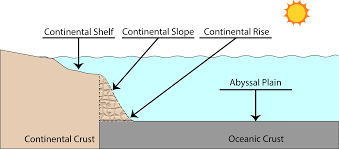 Continental Shelf
Continental Slope
Continental Rise
Abyssal Plain
Continental Crust
Oceanic Crust